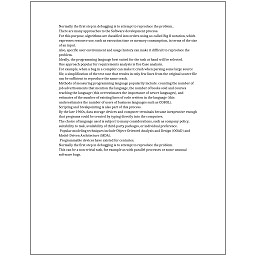 Normally the first step in debugging is to attempt to reproduce the problem.
There are many approaches to the Software development process.
For this purpose algorithms are classified into orders using so-called Big O notation, which
expresses resource use, such as execution time or memory consumption, in terms of the size
of an input.
Also, specific user environment and usage history can make it difficult to reproduce the
problem.
Ideally, the programming language best suited for the task at hand will be selected.
One approach popular for requirements analysis is Use Case analysis.
For example, when a bug in a compiler can make it crash when parsing some large source
file, a simplification of the test case that results in only few lines from the original source file
can be sufficient to reproduce the same crash.
Methods of measuring programming language popularity include: counting the number of
job advertisements that mention the language, the number of books sold and courses
teaching the language (this overestimates the importance of newer languages), and
estimates of the number of existing lines of code written in the language (this
underestimates the number of users of business languages such as COBOL).
Scripting and breakpointing is also part of this process.
By the late 1960s, data storage devices and computer terminals became inexpensive enough
that programs could be created by typing directly into the computers.
The choice of language used is subject to many considerations, such as company policy,
suitability to task, availability of third-party packages, or individual preference.
Popular modeling techniques include Object-Oriented Analysis and Design (OOAD) and
Model-Driven Architecture (MDA).
Programmable devices have existed for centuries.
Normally the first step in debugging is to attempt to reproduce the problem.
This can be a non-trivial task, for example as with parallel processes or some unusual
software bugs.